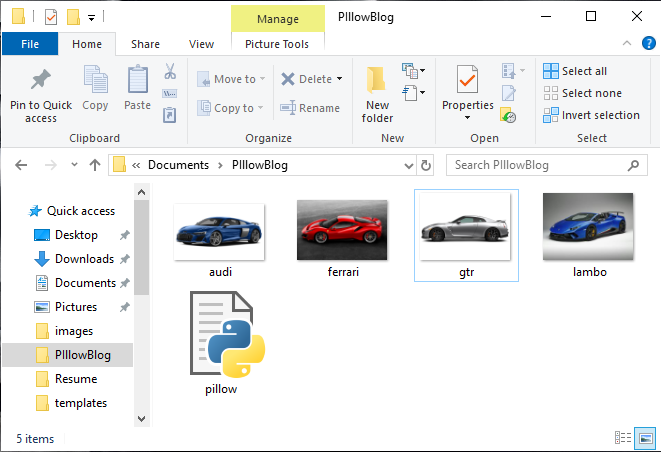 Manage
PIllowBlog
File
Home
Share
View
Picture Tools
Pin to Quick access
Copy
Paste
Clipboard
Move to
Copy to
Delete
Rename
Organize
New folder
New
Properties
Open
Select all
Select none
Invert selection
Select
« Documents > PIllowBlog
Search PIllowBlog
Quick access
Desktop
Downloads
Documents
Pictures
images
PIllowBlog
Resume
templates
audi
ferrari
gtr
lambo
pillow
5 items